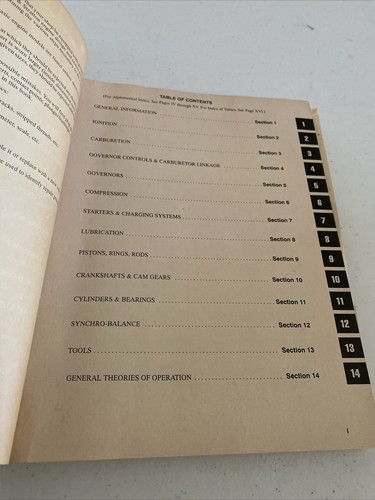 TABLE OF CONTENTS
(For Alphabetical Index, See Pages IV through XV. For Index of Tables, See Page XVI.)
GENERAL INFORMATION Section 1 1
IGNITION Section 2 2
CARBURETION Section 3 3
GOVERNOR CONTROLS & CARBURETOR LINKAGE Section 4 4
GOVERNORS Section 5 5
COMPRESSION Section 6 6
STARTERS & CHARGING SYSTEMS Section 7 7
LUBRICATION Section 8 8
PISTONS, RINGS, RODS Section 9 9
CRANKSHAFTS & CAM GEARS Section 10 10
CYLINDERS & BEARINGS Section 11 11
SYNCHRO-BALANCE Section 12 12
TOOLS Section 13 13
GENERAL THEORIES OF OPERATION Section 14 14
I